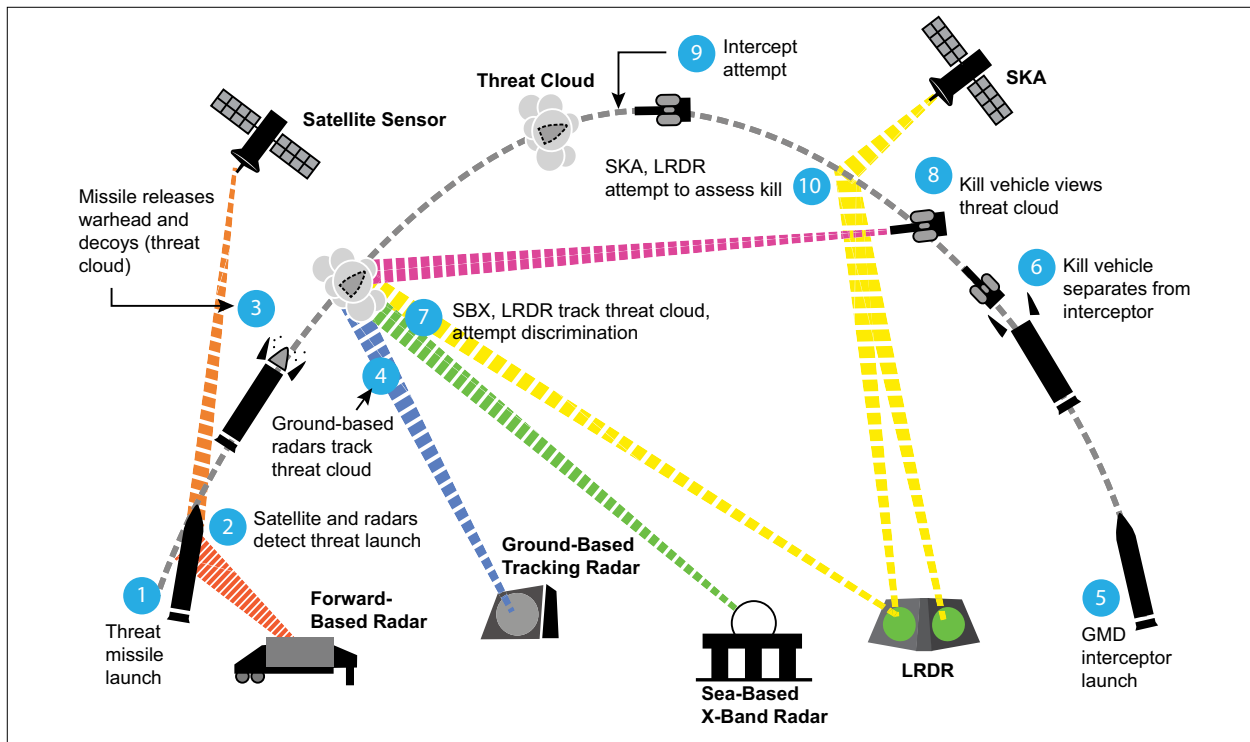 9
Intercept
attempt
Threat Cloud
SKA
Satellite Sensor
SKA, LRDR
attempt to assess kill
10
8
Kill vehicle views
threat cloud
Missile releases
warhead and
decoys (threat
cloud)
3
6
Kill vehicle
separates from
interceptor
7
SBX, LRDR track threat cloud,
attempt discrimination
4
Ground-based
radars track
threat cloud
2
Satellite and radars
detect threat launch
Ground-Based
Tracking Radar
1
Threat
missile
launch
Forward-
Based Radar
5
GMD
interceptor
launch
LRDR
Sea-Based
X-Band Radar